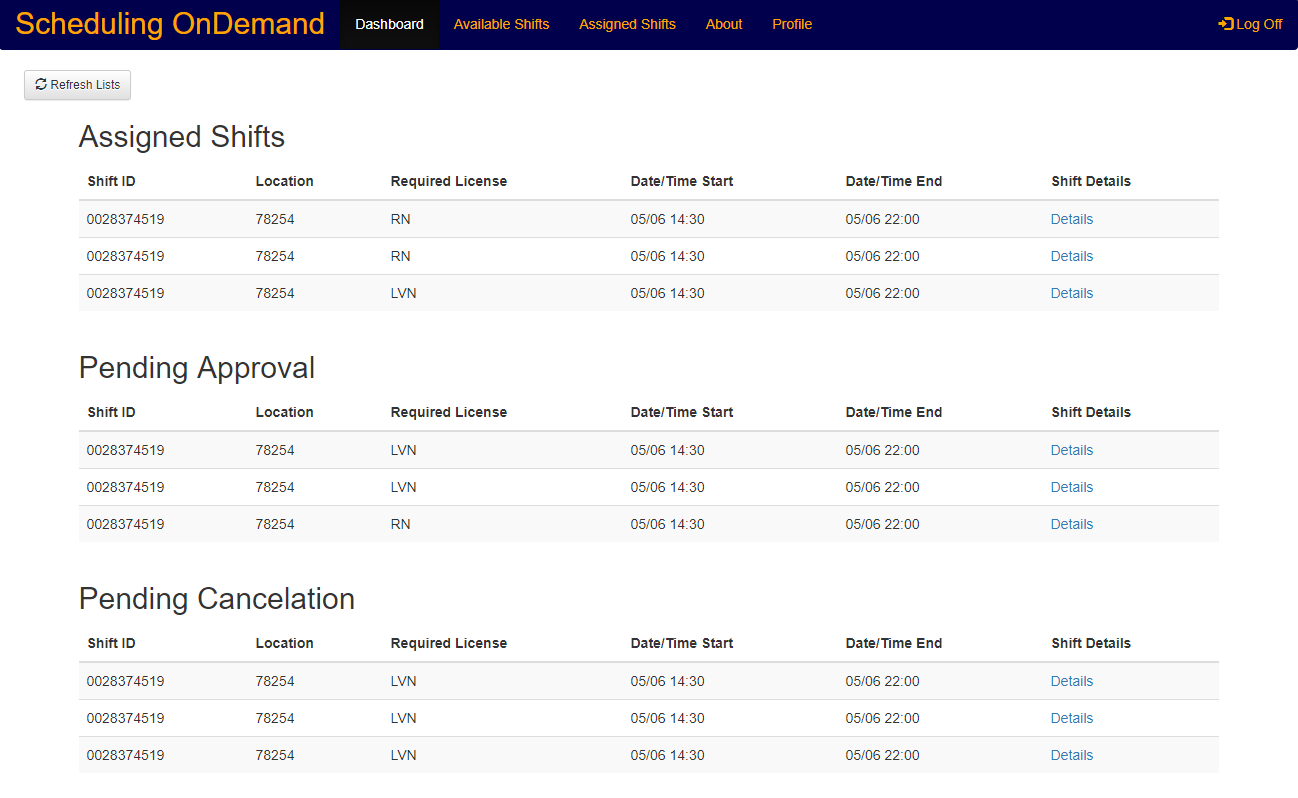 Scheduling OnDemand Dashboard Available Shifts Assigned Shifts About Profile Log Off
Refresh Lists
Assigned Shifts
Shift ID Location Required License Date/Time Start Date/Time End Shift Details
0028374519 78254 RN 05/06 14:30 05/06 22:00 Details
0028374519 78254 RN 05/06 14:30 05/06 22:00 Details
0028374519 78254 LVN 05/06 14:30 05/06 22:00 Details
Pending Approval
Shift ID Location Required License Date/Time Start Date/Time End Shift Details
0028374519 78254 LVN 05/06 14:30 05/06 22:00 Details
0028374519 78254 LVN 05/06 14:30 05/06 22:00 Details
0028374519 78254 RN 05/06 14:30 05/06 22:00 Details
Pending Cancelation
Shift ID Location Required License Date/Time Start Date/Time End Shift Details
0028374519 78254 LVN 05/06 14:30 05/06 22:00 Details
0028374519 78254 LVN 05/06 14:30 05/06 22:00 Details
0028374519 78254 LVN 05/06 14:30 05/06 22:00 Details